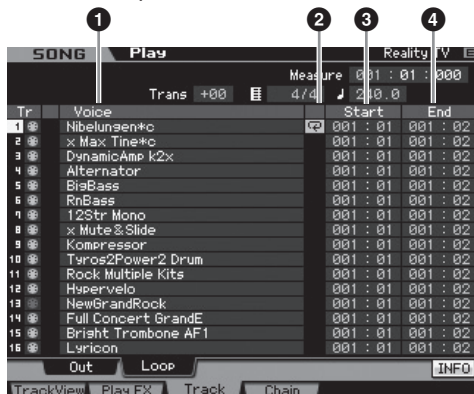 1 2 3 4
SONG Play Reality TV
Measure 001 : 01 : 000
Trans +00 4/4 240.0
Tr Voice Start End
1 Nibelungen*c 001 : 01 001 : 02
2 x Max Tine*c 001 : 01 001 : 02
3 DynamicAmp k2x 001 : 01 001 : 02
4 Alternator 001 : 01 001 : 02
5 BigBass 001 : 01 001 : 02
6 RnBass 001 : 01 001 : 02
7 12Str Mono 001 : 01 001 : 02
8 x Mute&Slide 001 : 01 001 : 02
9 Kompressor 001 : 01 001 : 02
10 Tyros2Power2 Drum 001 : 01 001 : 02
11 Rock Multiple Kits 001 : 01 001 : 02
12 Hypervelo 001 : 01 001 : 02
13 NewGrandRock 001 : 01 001 : 02
14 Full Concert GrandE 001 : 01 001 : 02
15 Bright Trombone AF1 001 : 01 001 : 02
16 Lyricon 001 : 01 001 : 02
Out Loop INFO
TrackView Play FX Track Chain